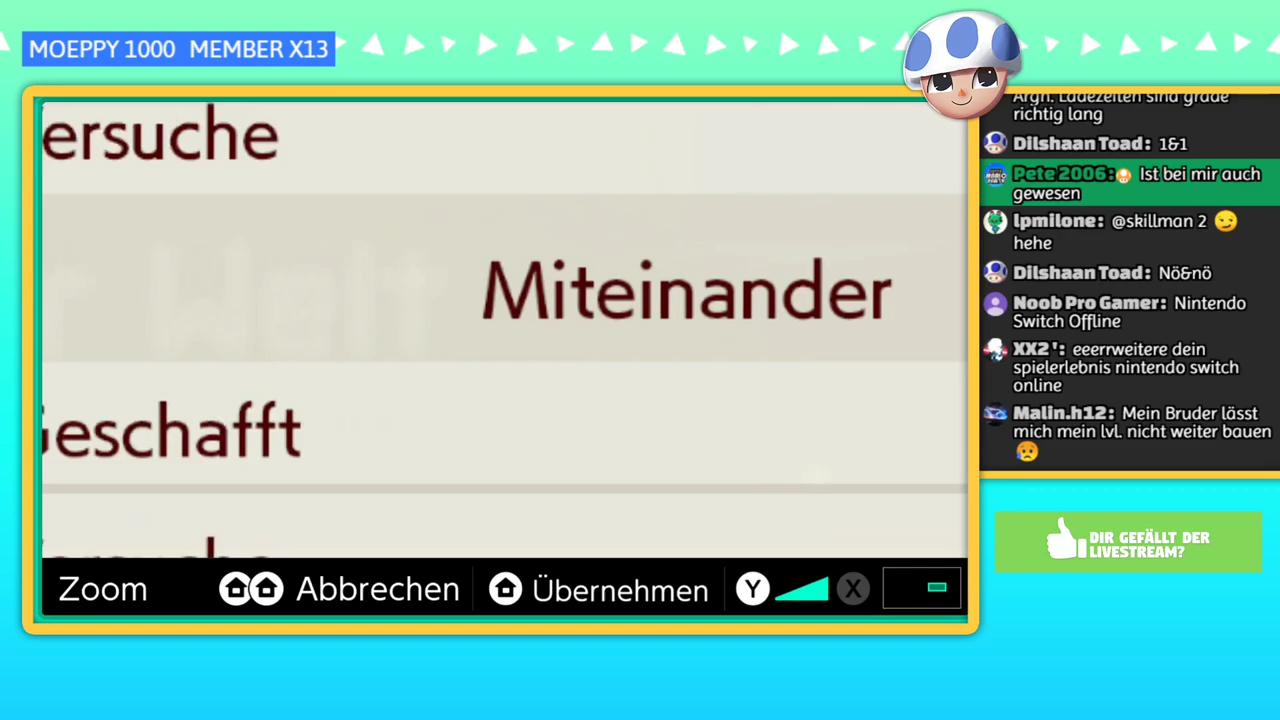 MOEPPY 1000 MEMBER X13
ersuche
Miteinander
Geschafft
Zoom
Abbrechen
Übernehmen
Y
X
Argh. Ladezeiten sind grade
richtig lang
Dilshaan Toad: 1&1
Pete 2006: Ist bei mir auch
gewesen
lpmilone: @skillman 2 😏
hehe
Dilshaan Toad: Nö&nö
Noob Pro Gamer: Nintendo
Switch Offline
XX2': eeerrweitere dein
spielerlebnis nintendo switch
online
Malin.h12: Mein Bruder lässt
mich mein lvl nicht weiter bauen
😥
DIR GEFÄLLT DER
LIVESTREAM?